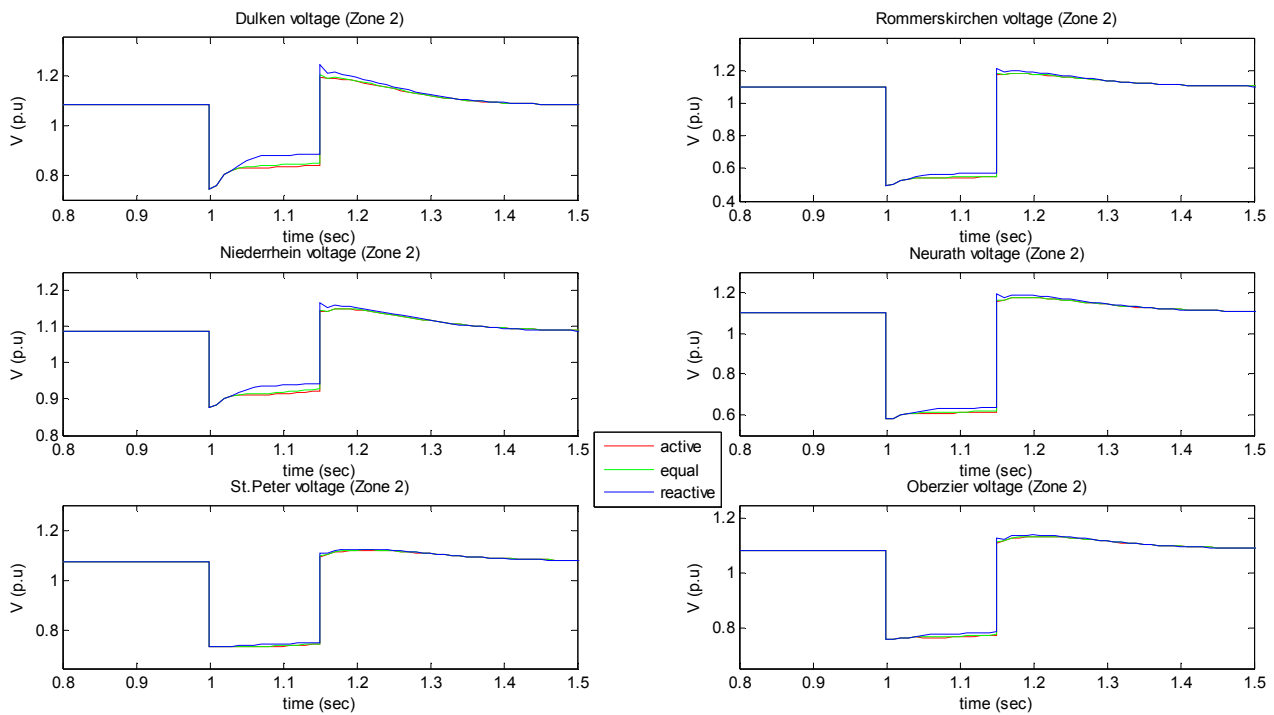 Dulken voltage (Zone 2)
V (p.u)
1.2
1
0.8
0.8 0.9 1 1.1 1.2 1.3 1.4 1.5
time (sec)
Rommerskirchen voltage (Zone 2)
V (p.u)
1.2
1.0
0.8
0.6
0.4
0.8 0.9 1 1.1 1.2 1.3 1.4 1.5
time (sec)
Niederrhein voltage (Zone 2)
V (p.u)
1.2
1.1
1
0.9
0.8
0.8 0.9 1 1.1 1.2 1.3 1.4 1.5
time (sec)
Neurath voltage (Zone 2)
V (p.u)
1.2
1.0
0.8
0.6
0.8 0.9 1 1.1 1.2 1.3 1.4 1.5
time (sec)
active
equal
reactive
St.Peter voltage (Zone 2)
V (p.u)
1.2
1
0.8
0.8 0.9 1 1.1 1.2 1.3 1.4 1.5
time (sec)
Oberzier voltage (Zone 2)
V (p.u)
1.2
1
0.8
0.8 0.9 1 1.1 1.2 1.3 1.4 1.5
time (sec)